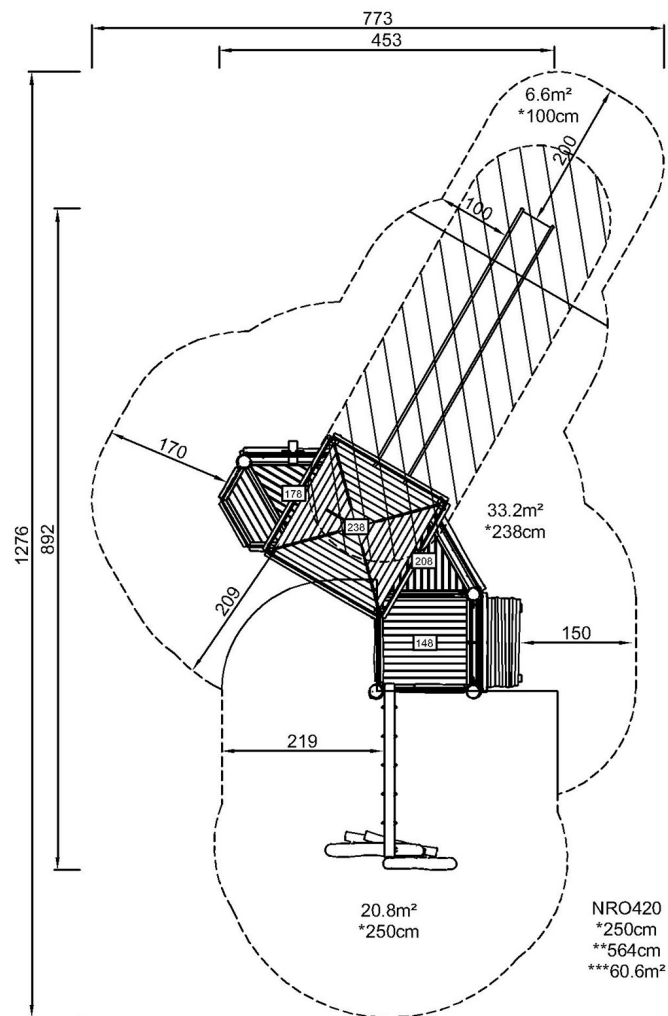 773
453
6.6m²
*100cm
200
100
1276
892
170
178
238
33.2m²
*238cm
208
209
148
150
219
20.8m²
*250cm
NRO420
*250cm
**564cm
***60.6m²